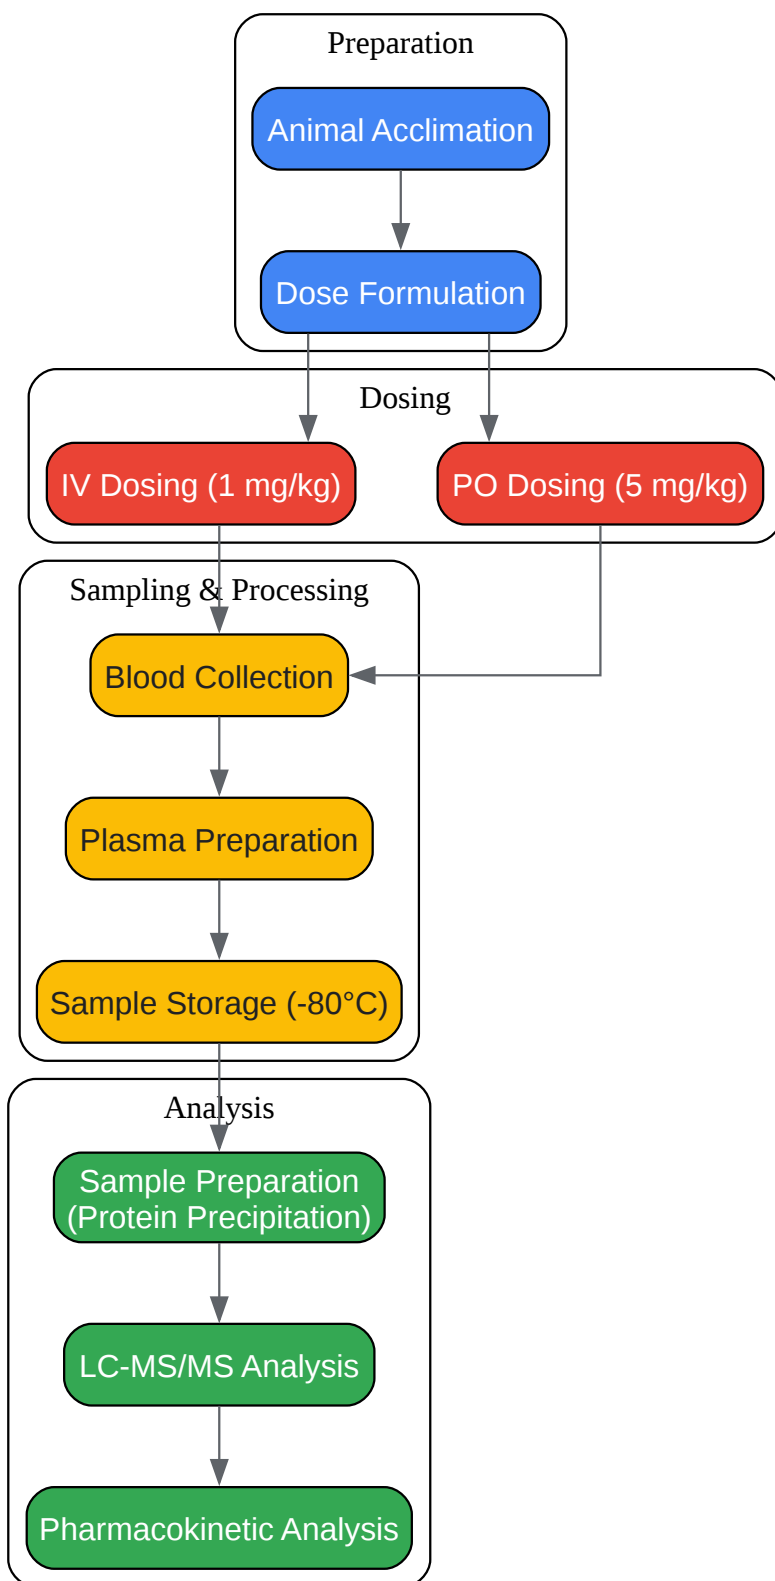 Preparation
Animal Acclimation
Dose Formulation
Dosing
IV Dosing (1 mg/kg)
PO Dosing (5 mg/kg)
Sampling & Processing
Blood Collection
Plasma Preparation
Sample Storage (-80°C)
Analysis
Sample Preparation
(Protein Precipitation)
LC-MS/MS Analysis
Pharmacokinetic Analysis